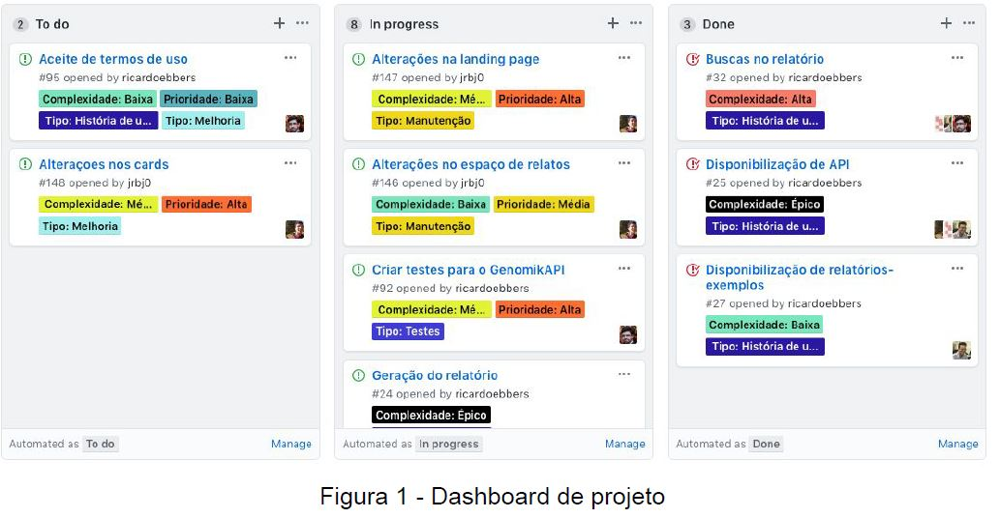 2 To do + ...
Aceite de termos de uso ...
#95 opened by ricardoebbers
Complexidade: Baixa Prioridade: Baixa
Tipo: História de u... Tipo: Melhoria
Alteraçoes nos cards ...
#148 opened by jrbj0
Complexidade: Mé... Prioridade: Alta
Tipo: Melhoria
Automated as To do Manage
8 In progress + ...
Alterações na landing page ...
#147 opened by jrbj0
Complexidade: Mé... Prioridade: Alta
Tipo: Manutenção
Alterações no espaço de relatos ...
#146 opened by jrbj0
Complexidade: Baixa Prioridade: Média
Tipo: Manutenção
Criar testes para o GenomikAPI ...
#92 opened by ricardoebbers
Complexidade: Mé... Prioridade: Alta
Tipo: Testes
Geração do relatório ...
#24 opened by ricardoebbers
Complexidade: Épico
Automated as In progress Manage
3 Done + ...
Buscas no relatório ...
#32 opened by ricardoebbers
Complexidade: Alta
Tipo: História de u...
Disponibilização de API ...
#25 opened by ricardoebbers
Complexidade: Épico
Tipo: História de u...
Disponibilização de relatórios-
exemplos
...
#27 opened by ricardoebbers
Complexidade: Baixa
Tipo: História de u...
Automated as Done Manage
Figura 1 - Dashboard de projeto